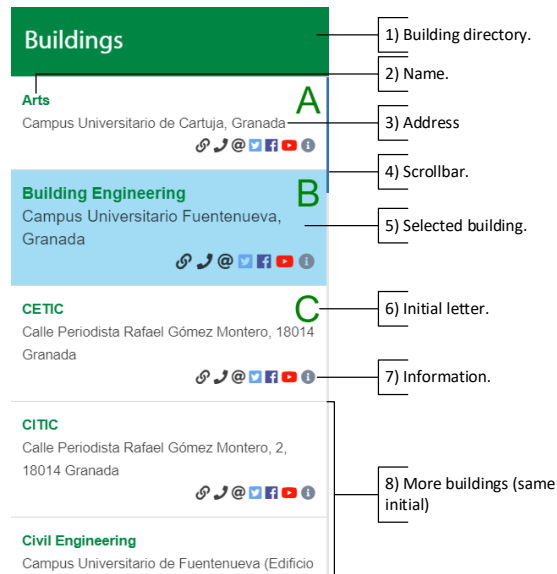 Buildings
1) Building directory.
2) Name.
Arts
A
Campus Universitario de Cartuja, Granada
3) Address
4) Scrollbar.
Building Engineering
B
Campus Universitario Fuentenueva,
Granada
5) Selected building.
CETIC
C
6) Initial letter.
Calle Periodista Rafael Gómez Montero, 18014
Granada
7) Information.
CITIC
Calle Periodista Rafael Gómez Montero, 2,
18014 Granada
8) More buildings (same
initial)
Civil Engineering
Campus Universitario de Fuentenueva (Edificio